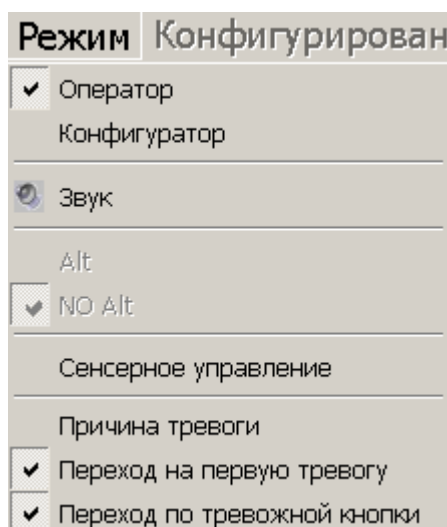 Режим Конфигурирован
Оператор
Конфигуратор
Звук
Alt
NO Alt
Сенсерное управление
Причина тревоги
Переход на первую тревогу
Переход по тревожной кнопки